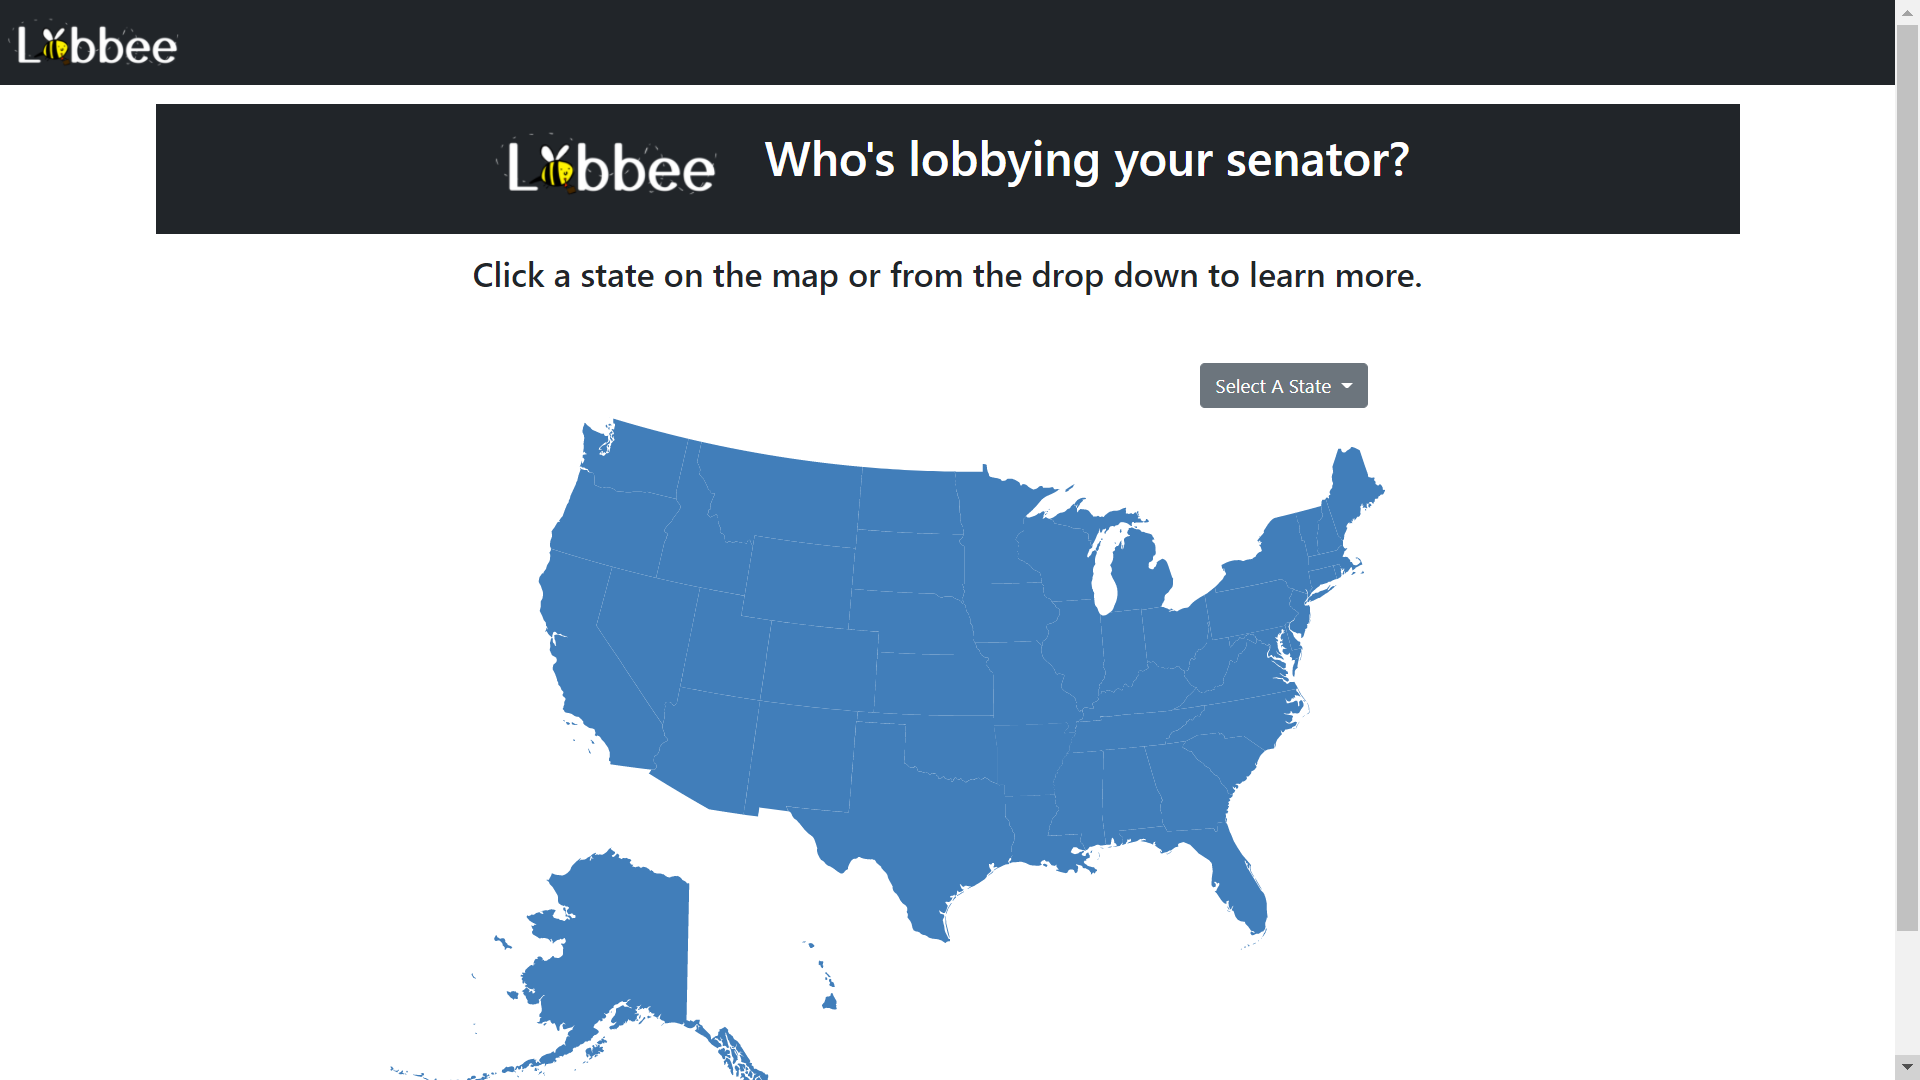 Lobbee
Lobbee
Who's lobbying your senator?
Click a state on the map or from the drop down to learn more.
Select A State